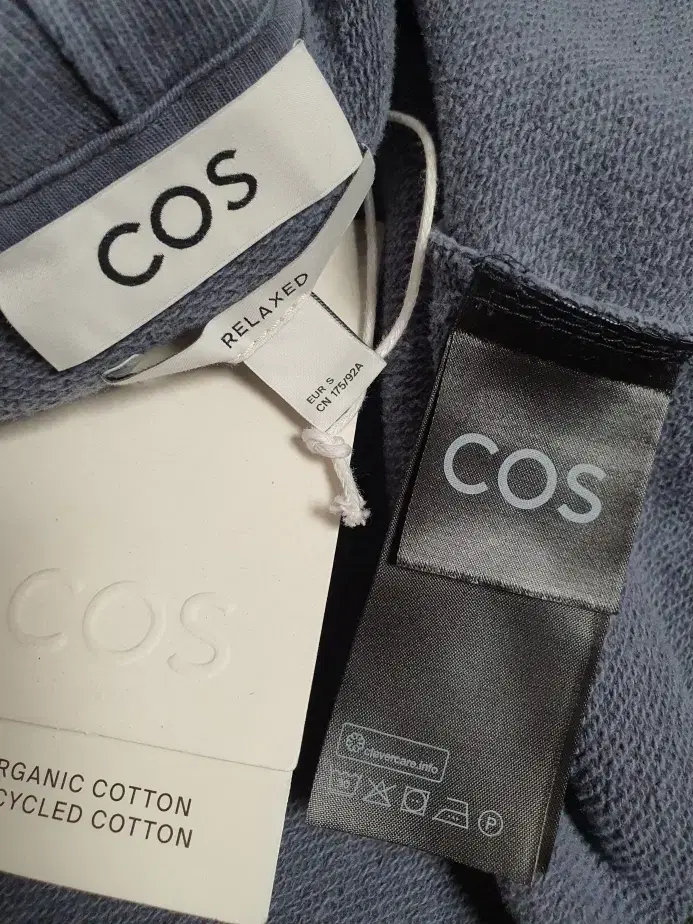 COS
RELAXED
EUR S
CN 175/92A
COS
COS
clevercare.info
P
RGANIC COTTON
CYCLED COTTON